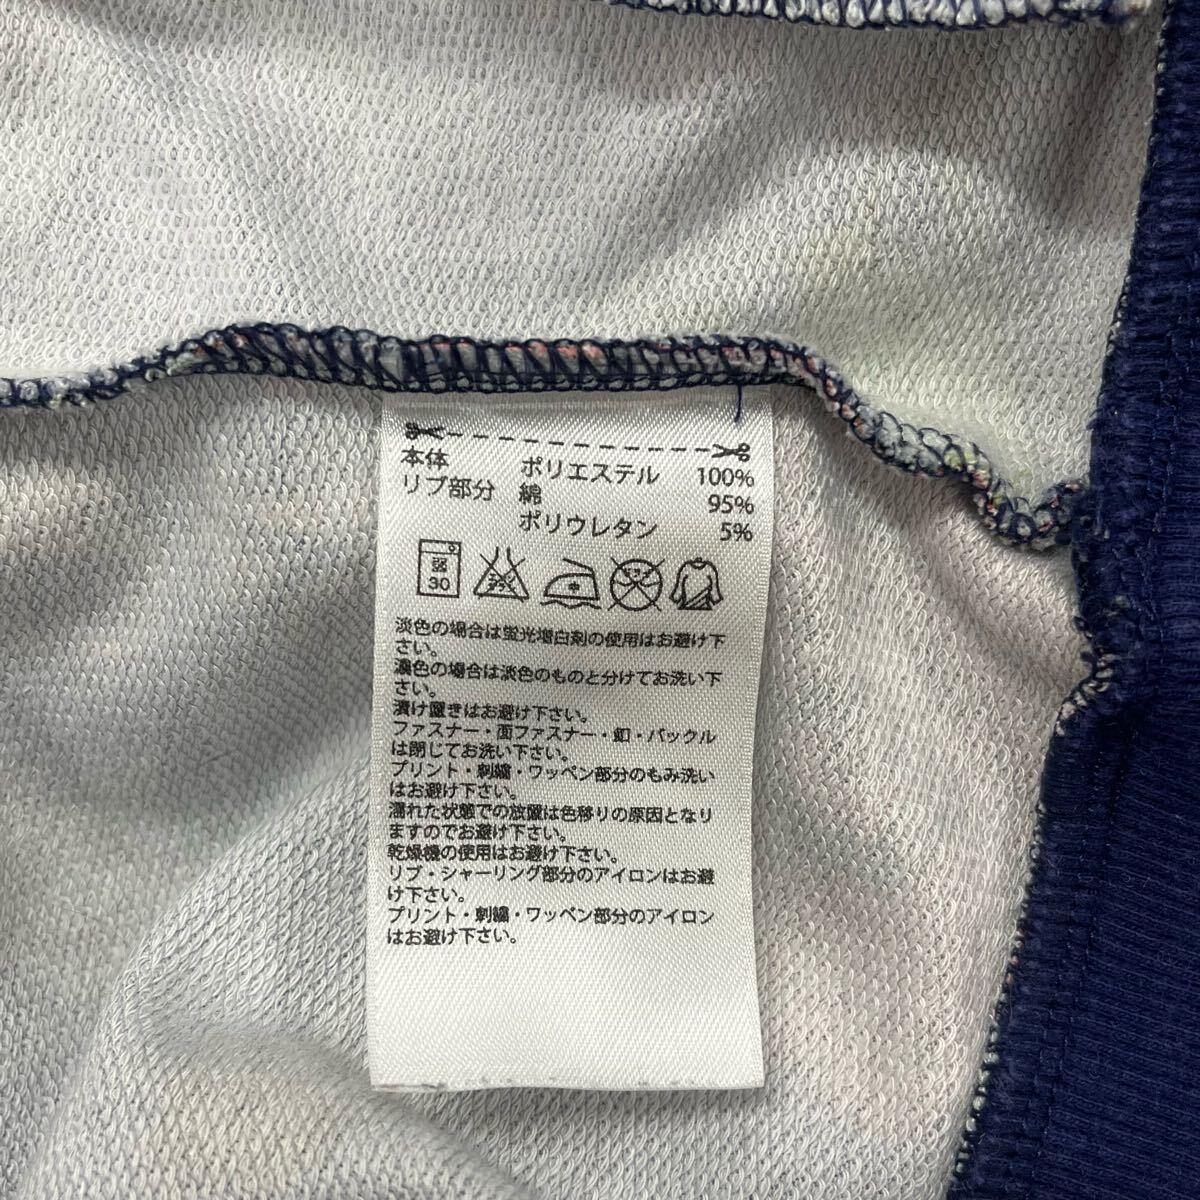 本体 ポリエステル 100%
リブ部分 綿 95%
ポリウレタン 5%
弱
30
淡色の場合は蛍光増白剤の使用はお避け下
さい。
濃色の場合は淡色のものと分けてお洗い下
さい。
漬け置きはお避け下さい。
ファスナー・面ファスナー・釦・バックル
は閉じてお洗い下さい。
プリント・刺繍・ワッペン部分のもみ洗い
はお避け下さい。
濡れた状態での放置は色移りの原因となり
ますのでお避け下さい。
乾燥機の使用はお避け下さい。
リブ・シャーリング部分のアイロンはお避
け下さい。
プリント・刺繍・ワッペン部分のアイロン
はお避け下さい。